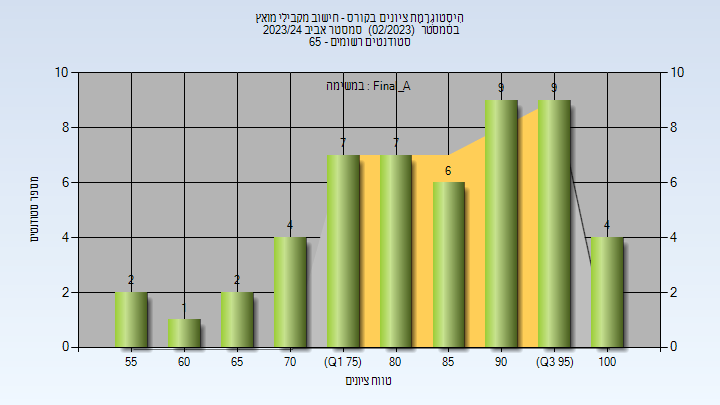 היסטוגרמת ציונים בקורס - חישוב מקבילי מואץ
בסמסטר (02/2023) סמסטר אביב 2023/24
סטודנטים רשומים - 65
במשימה : Final_A
10 10
8 8
6 6
4 4
2 2
0 0
מספר סטודנטים
2 1 2 4 7 7 6 9 9 4
55 60 65 70 (Q1 75) 80 85 90 (Q3 95) 100
טווח ציונים